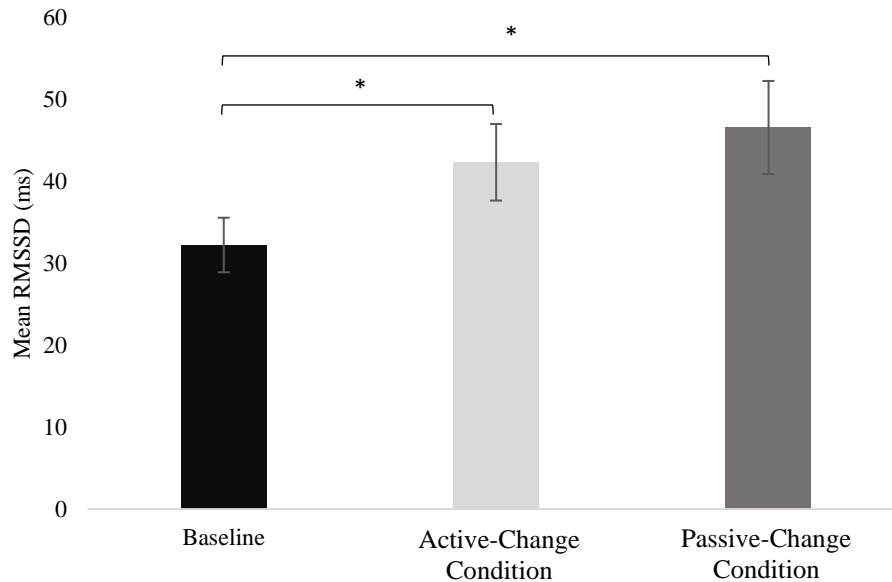 60
*
50
*
40
30
20
10
0
Mean RMSSD (ms)
Baseline
Active-Change
Condition
Passive-Change
Condition